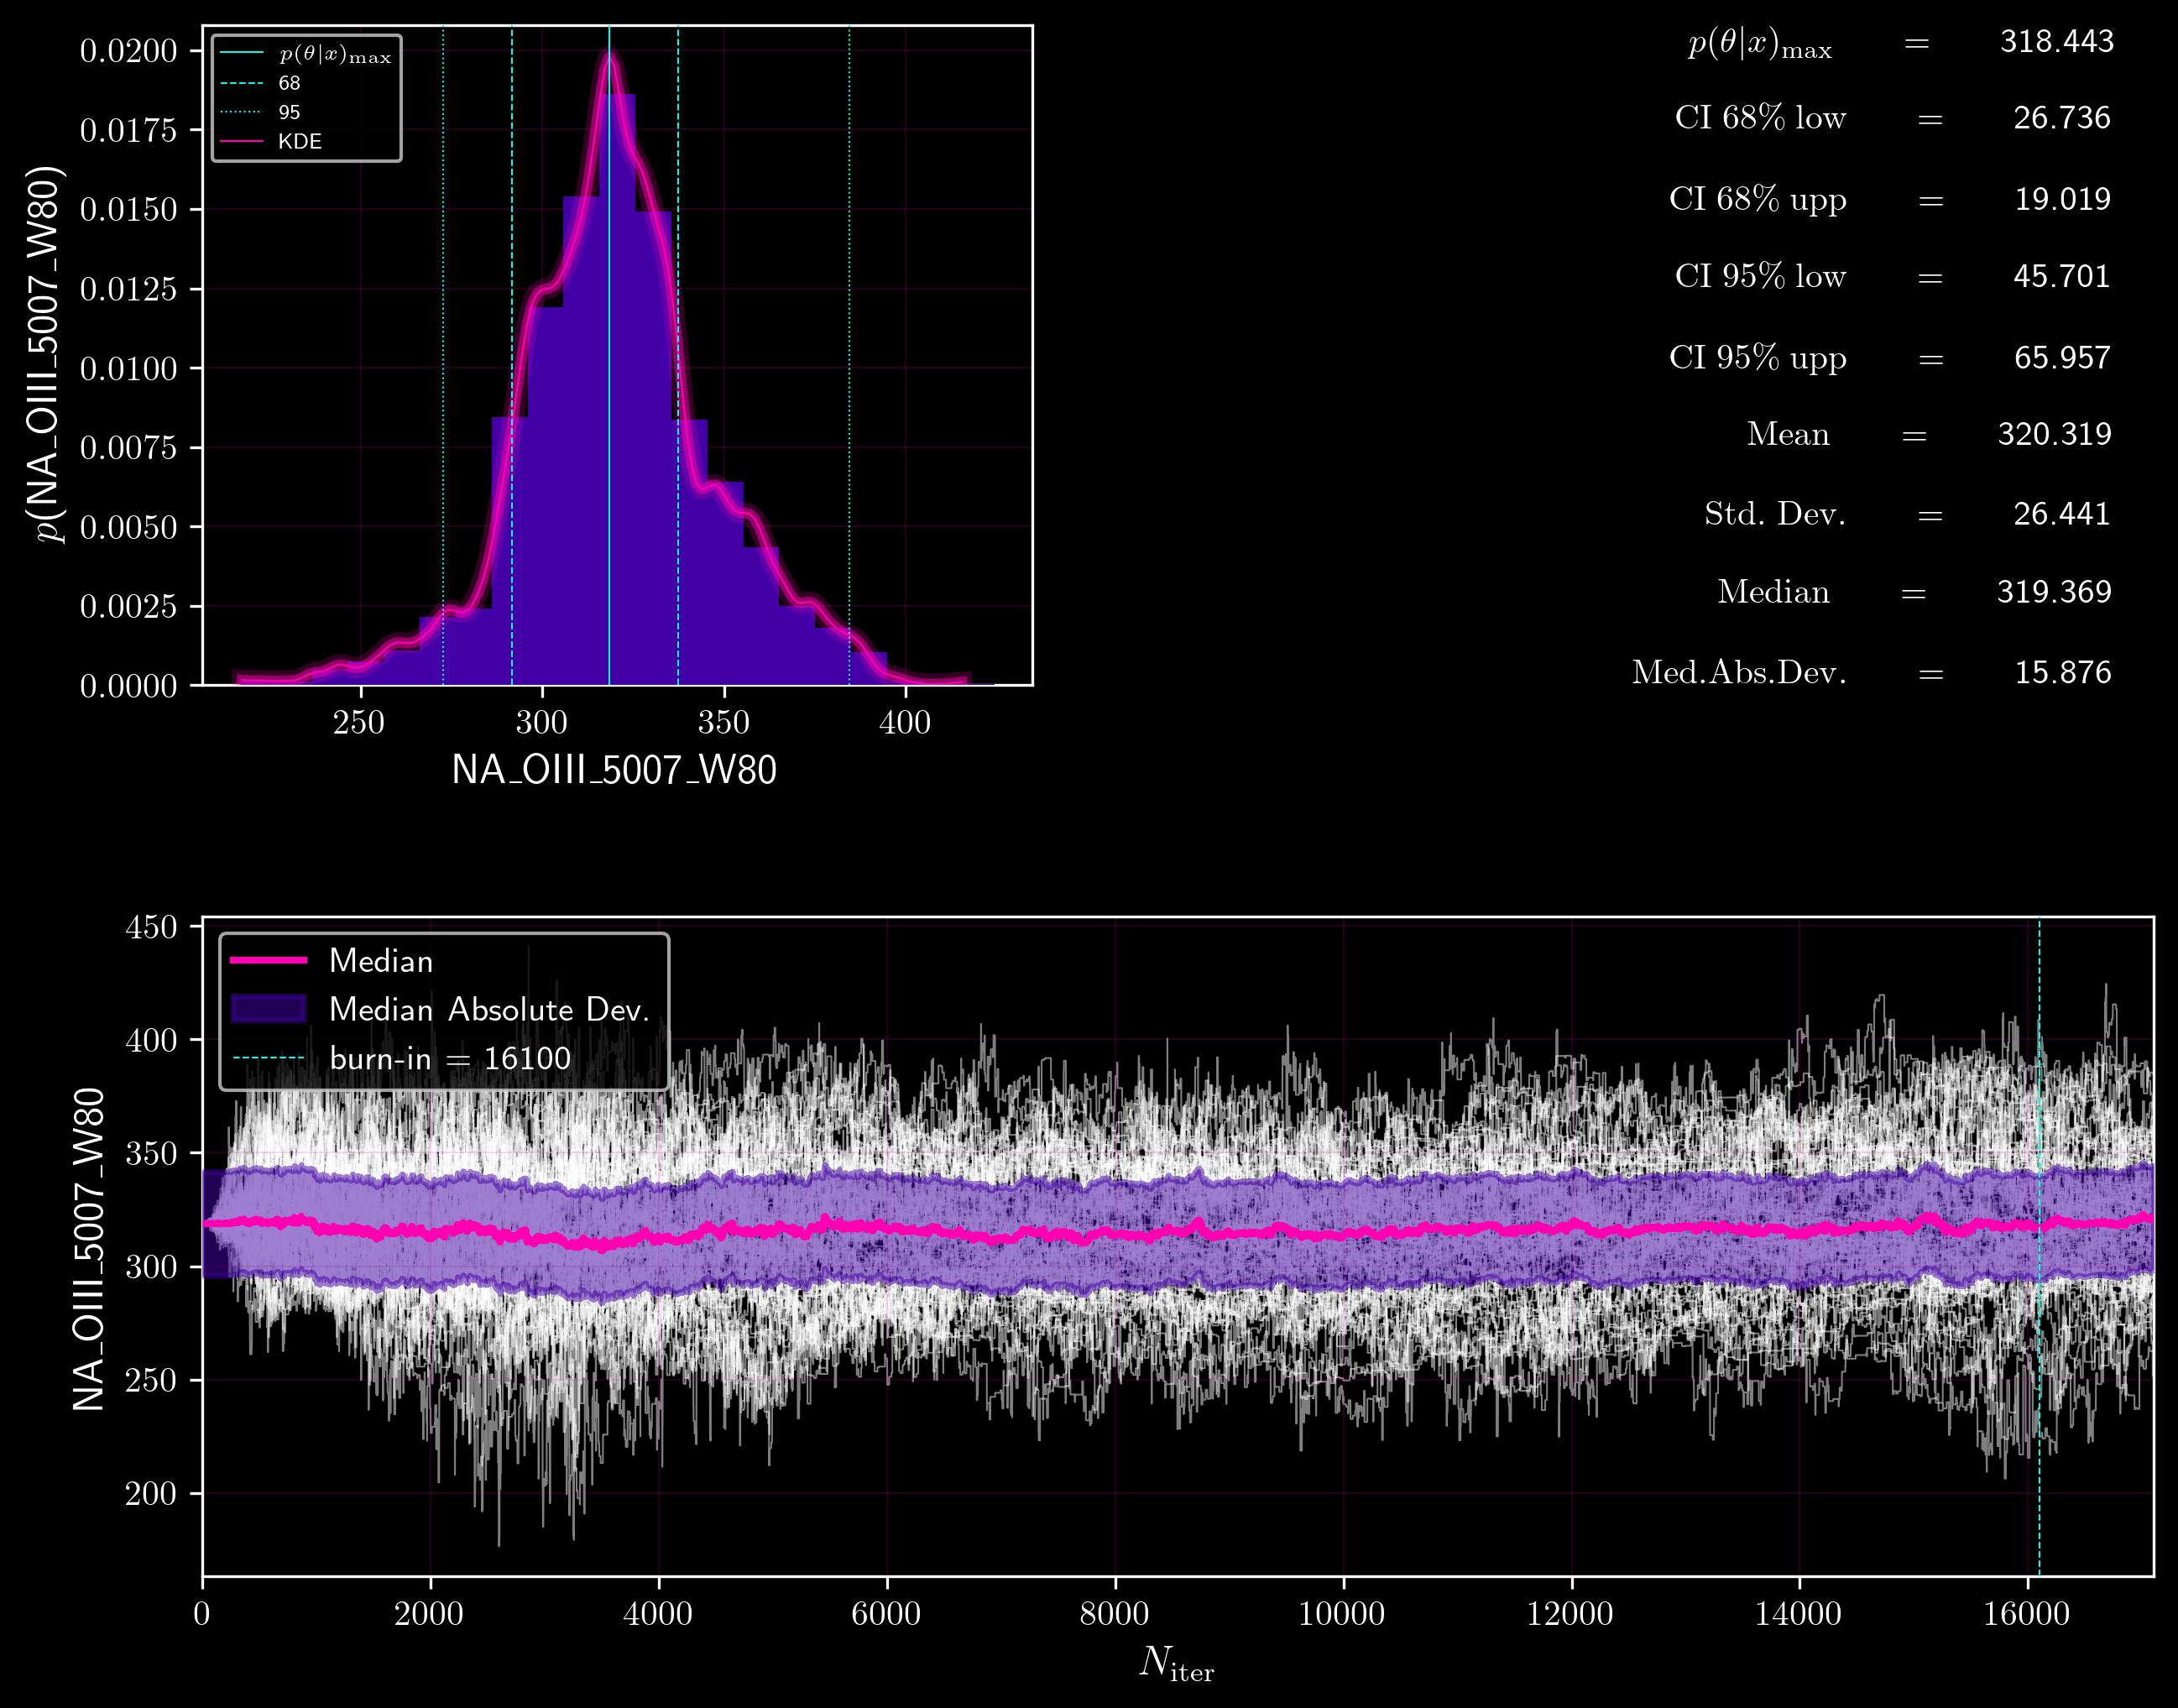 p(NA_OIII_5007_W80)
0.0200
0.0175
0.0150
0.0125
0.0100
0.0075
0.0050
0.0025
0.0000
p(θ|x)max
68
95
KDE
250 300 350 400
NA_OIII_5007_W80
p(θ|x)max = 318.443
CI 68% low = 26.736
CI 68% upp = 19.019
CI 95% low = 45.701
CI 95% upp = 65.957
Mean = 320.319
Std. Dev. = 26.441
Median = 319.369
Med.Abs.Dev. = 15.876
NA_OIII_5007_W80
450
400
350
300
250
200
Median
Median Absolute Dev.
burn-in = 16100
0 2000 4000 6000 8000 10000 12000 14000 16000
Niter